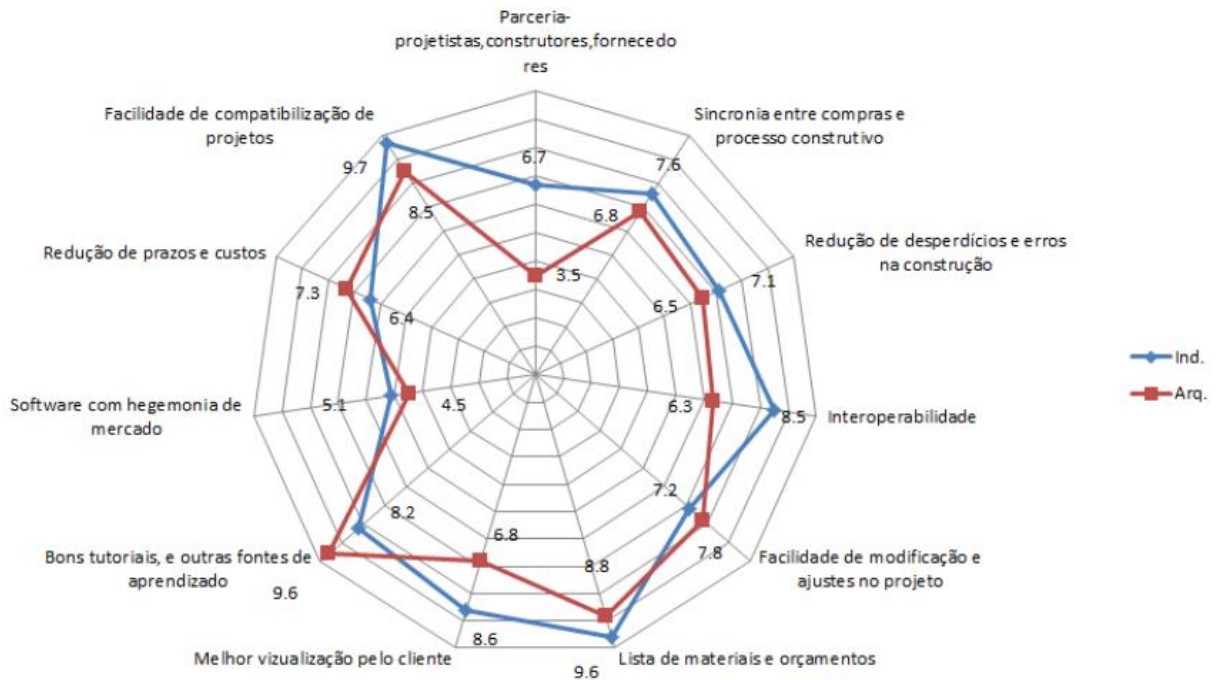 Parceria-
projetistas,construtores,fornecedo
res
Facilidade de compatibilização de
projetos
Sincronia entre compras e
processo construtivo
9.7
6.7
7.6
8.5
6.8
Redução de prazos e custos
Redução de desperdícios e erros
na construção
7.3
3.5
7.1
6.4
6.5
Ind.
Arq.
Software com hegemonia de
mercado
5.1
4.5
6.3
8.5
Interoperabilidade
8.2
7.2
Bons tutoriais, e outras fontes de
aprendizado
6.8
8.8
7.8
Facilidade de modificação e
ajustes no projeto
9.6
Melhor vizualização pelo cliente
8.6
9.6
Lista de materiais e orçamentos